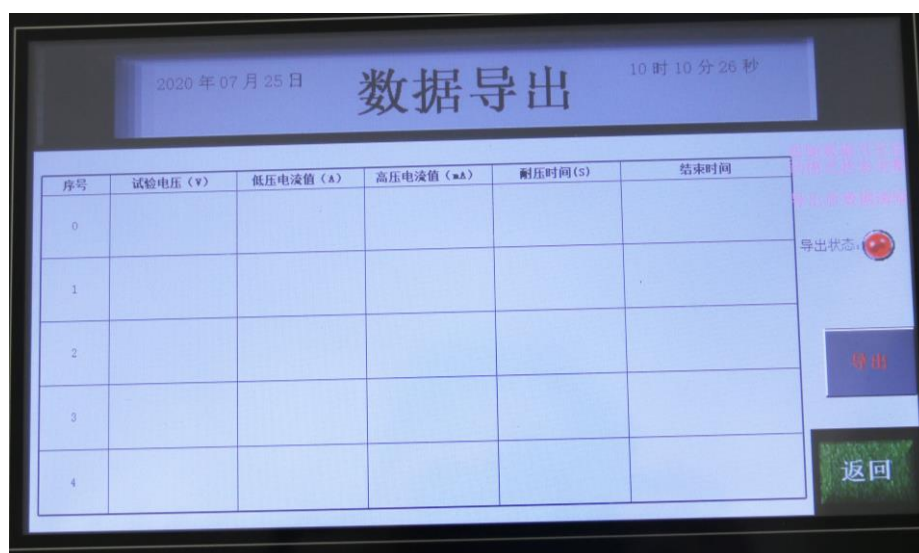 2020 年 07 月 25 日
数据导出
10 时 10 分 26 秒
序号 试验电压（V） 低压电流值（A） 高压电流值（mA） 耐压时间(S) 结束时间
0
1
2
3
4
导出状态:
导出
返回